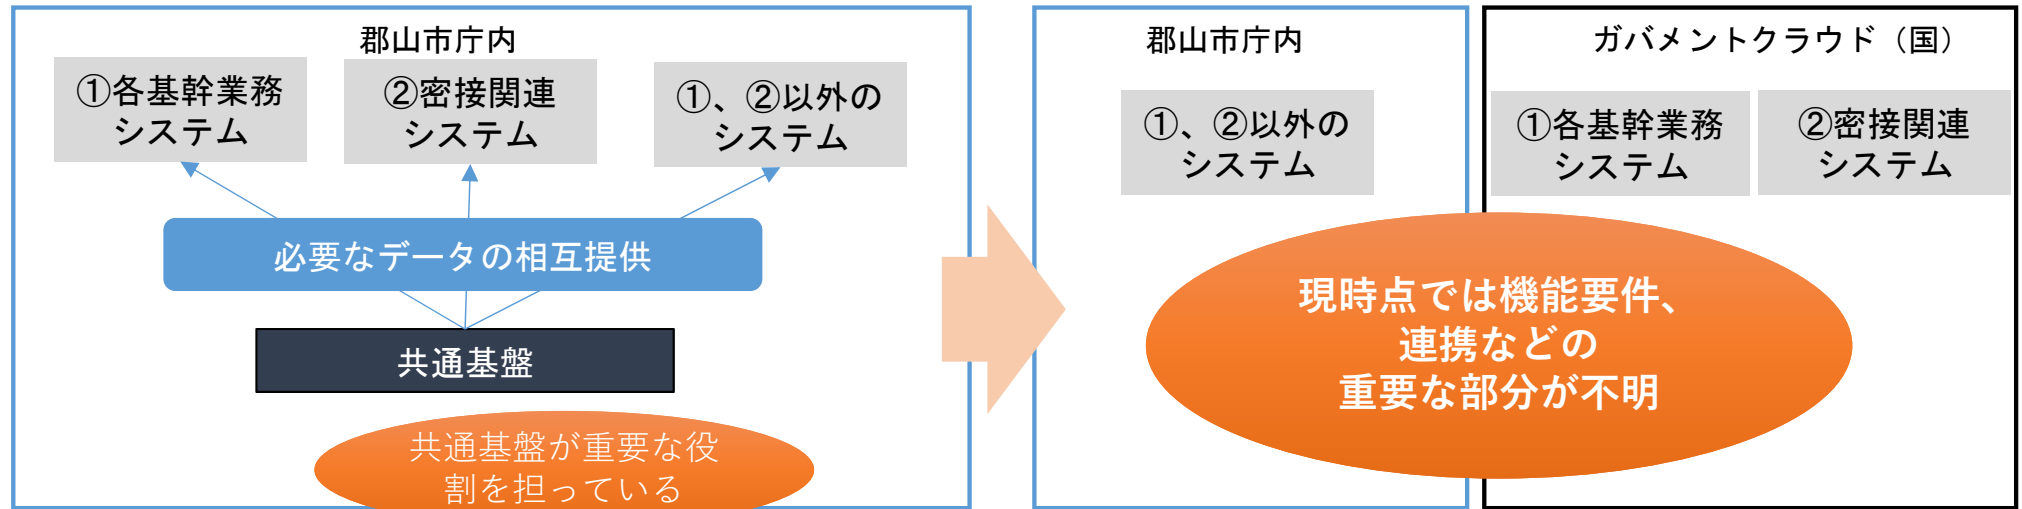 郡山市庁内
①各基幹業務
システム
②密接関連
システム
①、②以外の
システム
必要なデータの相互提供
共通基盤
共通基盤が重要な役
割を担っている
郡山市庁内
①、②以外の
システム
ガバメントクラウド（国）
①各基幹業務
システム
②密接関連
システム
現時点では機能要件、
連携などの
重要な部分が不明